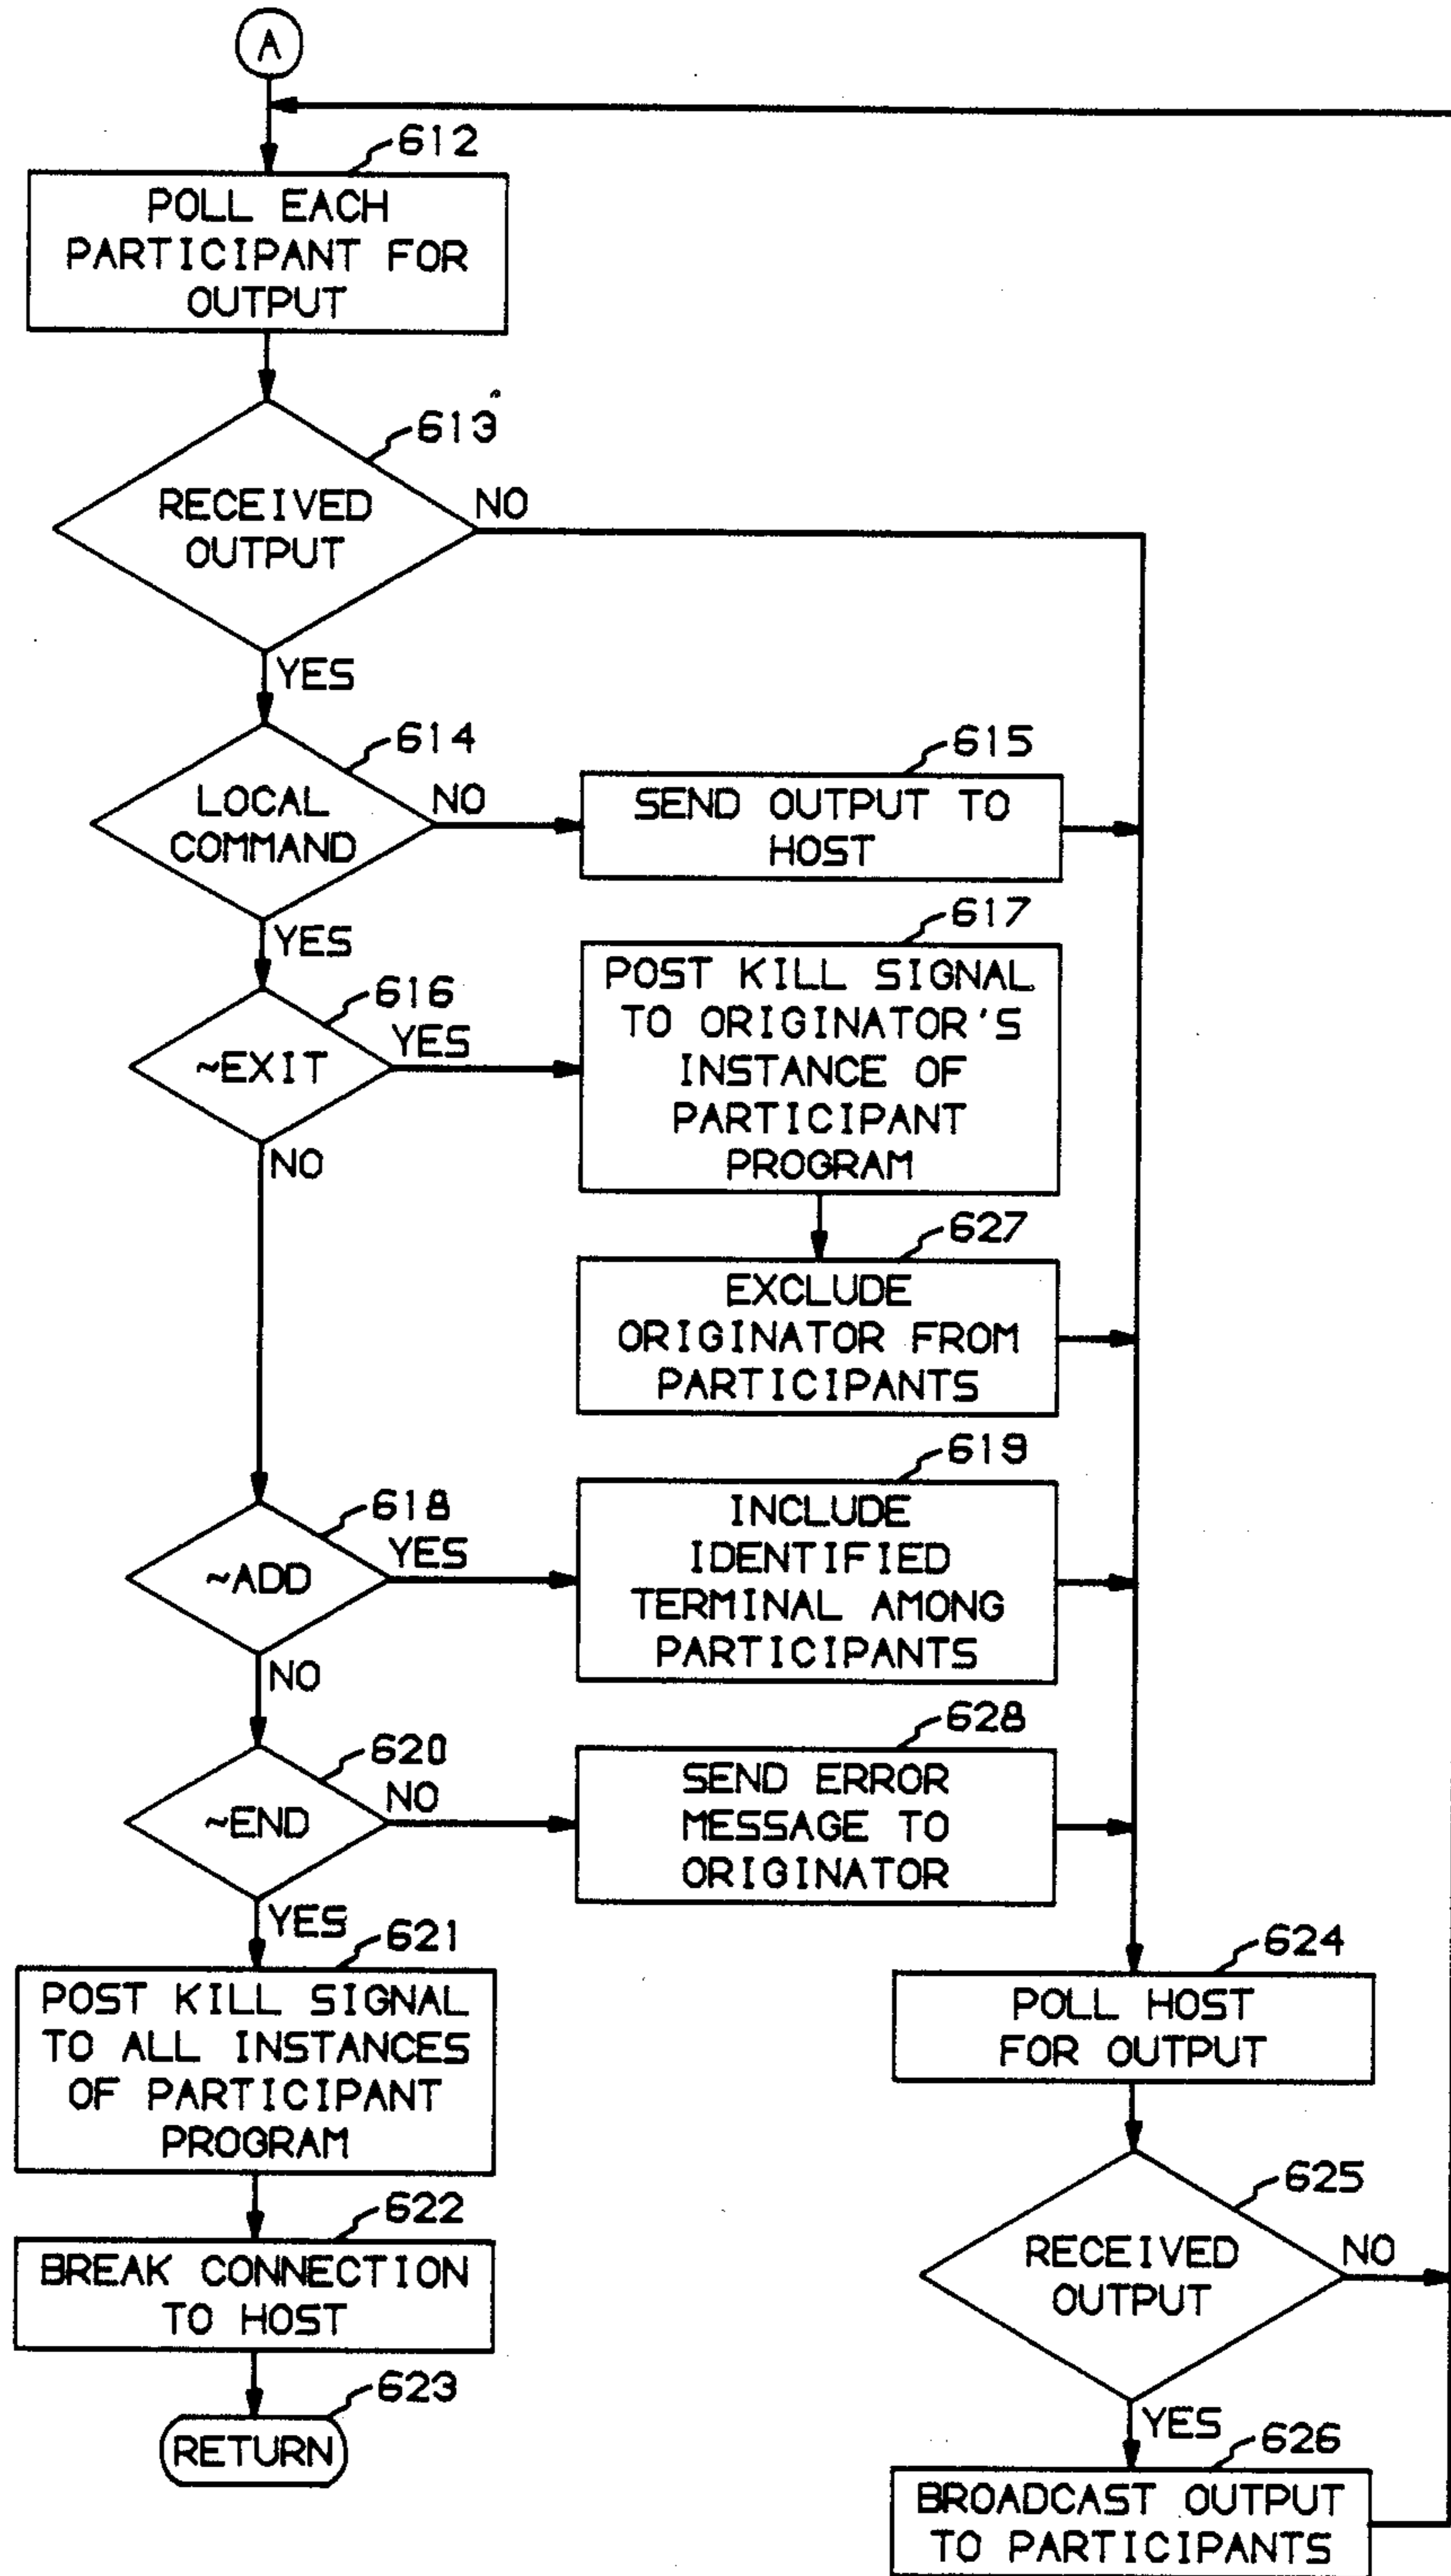 A
612
POLL EACH
PARTICIPANT FOR
OUTPUT
613
RECEIVED
OUTPUT
NO
YES
614
LOCAL
COMMAND
NO
615
SEND OUTPUT TO
HOST
YES
616
~EXIT
YES
617
POST KILL SIGNAL
TO ORIGINATOR'S
INSTANCE OF
PARTICIPANT
PROGRAM
NO
627
EXCLUDE
ORIGINATOR FROM
PARTICIPANTS
618
~ADD
YES
619
INCLUDE
IDENTIFIED
TERMINAL AMONG
PARTICIPANTS
NO
620
~END
NO
628
SEND ERROR
MESSAGE TO
ORIGINATOR
YES
621
POST KILL SIGNAL
TO ALL INSTANCES
OF PARTICIPANT
PROGRAM
622
BREAK CONNECTION
TO HOST
623
RETURN
624
POLL HOST
FOR OUTPUT
625
RECEIVED
OUTPUT
NO
YES
626
BROADCAST OUTPUT
TO PARTICIPANTS